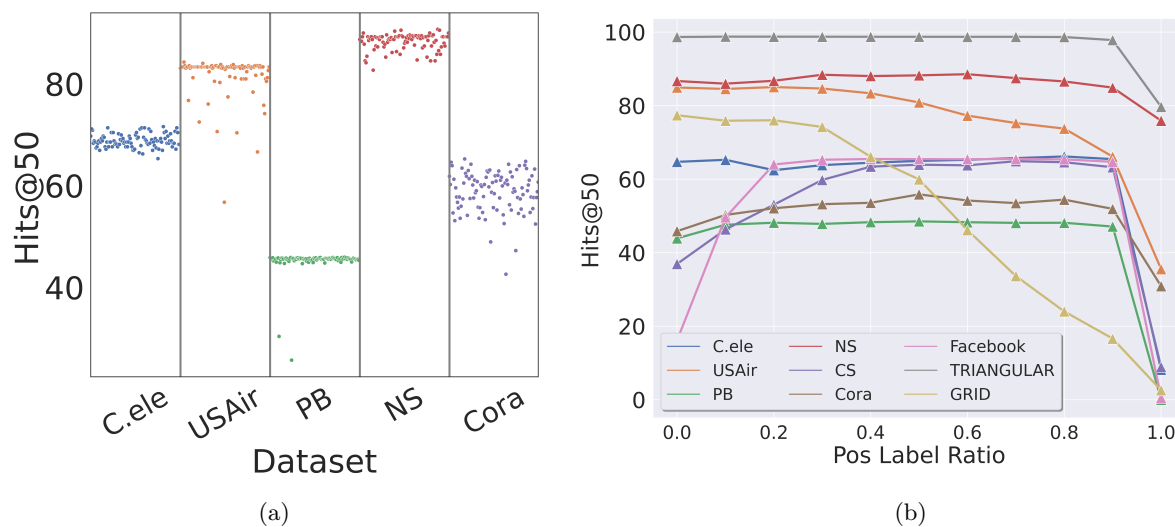 Hits@50
80
60
40
C.ele
USAir
PB
NS
Cora
Dataset
(a)
Hits@50
100
80
60
40
20
0
C.ele
USAir
PB
NS
CS
Cora
Facebook
TRIANGULAR
GRID
0.0 0.2 0.4 0.6 0.8 1.0
Pos Label Ratio
(b)